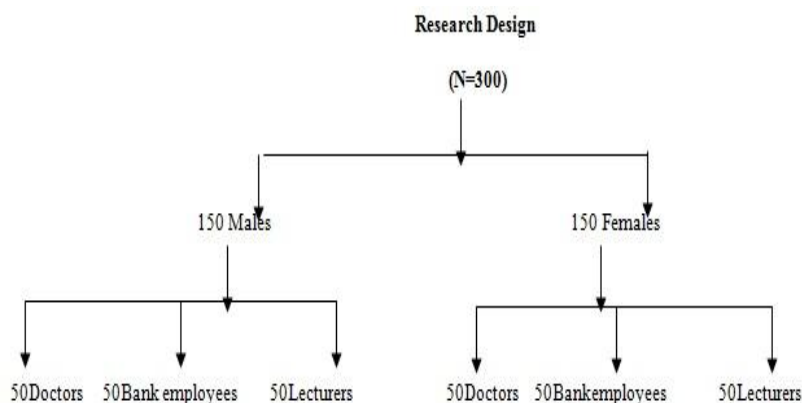 Research Design
(N=300)
150 Males 150 Females
50Doctors 50Bank employees 50Lecturers 50Doctors 50Bankemployees 50Lecturers